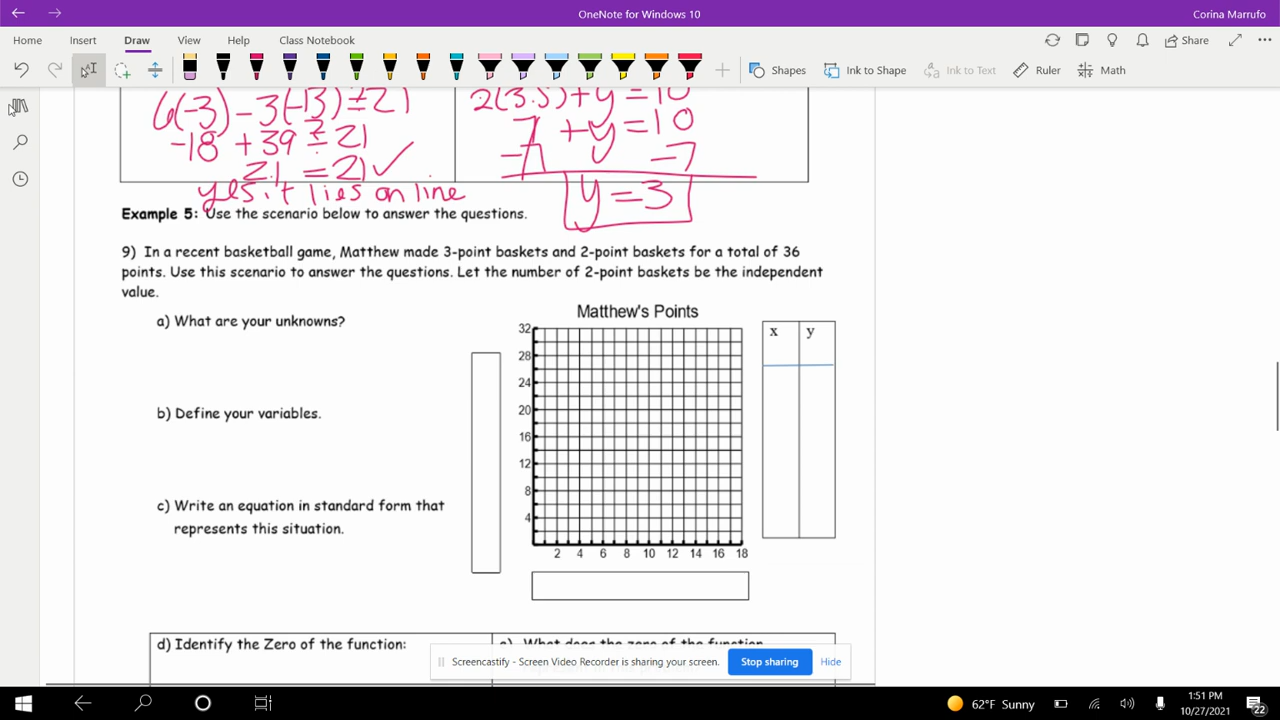 OneNote for Windows 10
Corina Marrufo
Home Insert Draw View Help Class Notebook
Share
Shapes Ink to Shape Ink to Text Ruler Math
6(-3) - 3(-13) ≟ 21
-18 + 39 ≟ 21
21 = 21 ✓
yes it lies on line
2(3.5) + y = 10
7 + y = 10
-7 -7
y = 3
Example 5: Use the scenario below to answer the questions.
9) In a recent basketball game, Matthew made 3-point baskets and 2-point baskets for a total of 36
points. Use this scenario to answer the questions. Let the number of 2-point baskets be the independent
value.
a) What are your unknowns?
b) Define your variables.
c) Write an equation in standard form that
represents this situation.
Matthew's Points
32
28
24
20
16
12
8
4
2 4 6 8 10 12 14 16 18
x y
d) Identify the Zero of the function:
e) What does the zero of the function
Screencastify - Screen Video Recorder is sharing your screen. Stop sharing Hide
62°F Sunny
1:51 PM
10/27/2021
22